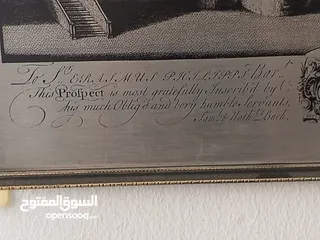 To Sr. ERASMUS PHILIPPS Bart.
This Prospect is most gratefully Inscrib'd by
his much Oblig'd and very humble Servants,
Saml. & Nathl. Buck.
السوق المفتوح
opensooq.com